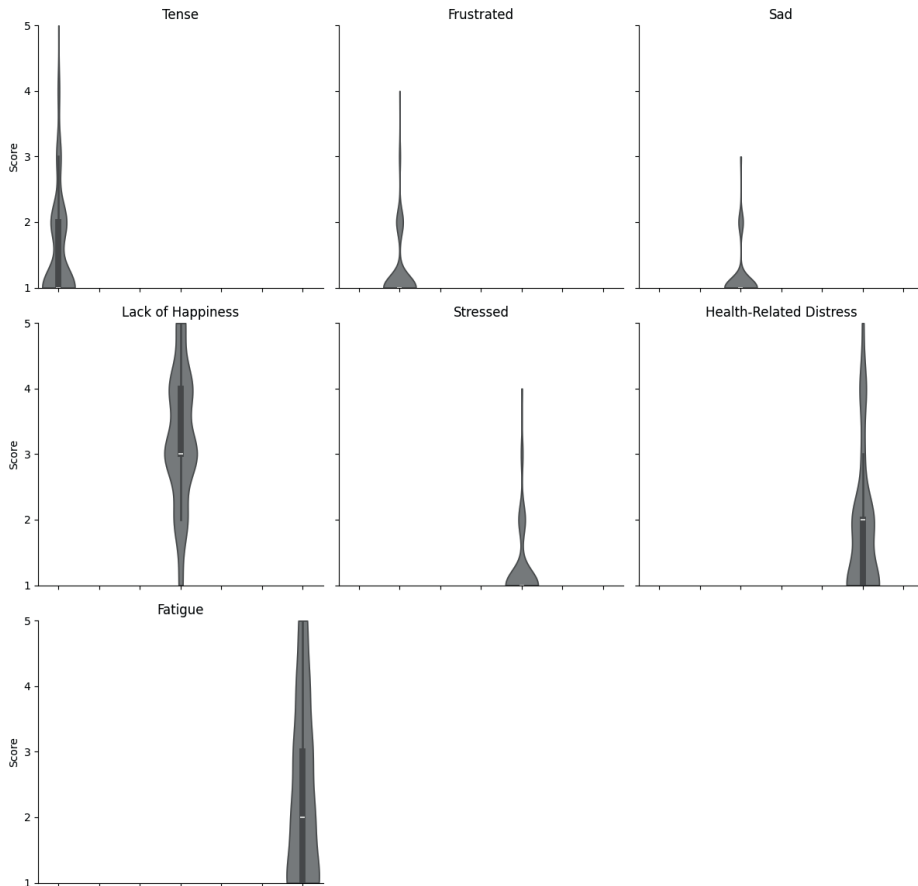 Tense
Frustrated
Sad
5
4
3
2
1
Score
Lack of Happiness
Stressed
Health-Related Distress
5
4
3
2
1
Score
Fatigue
5
4
3
2
1
Score